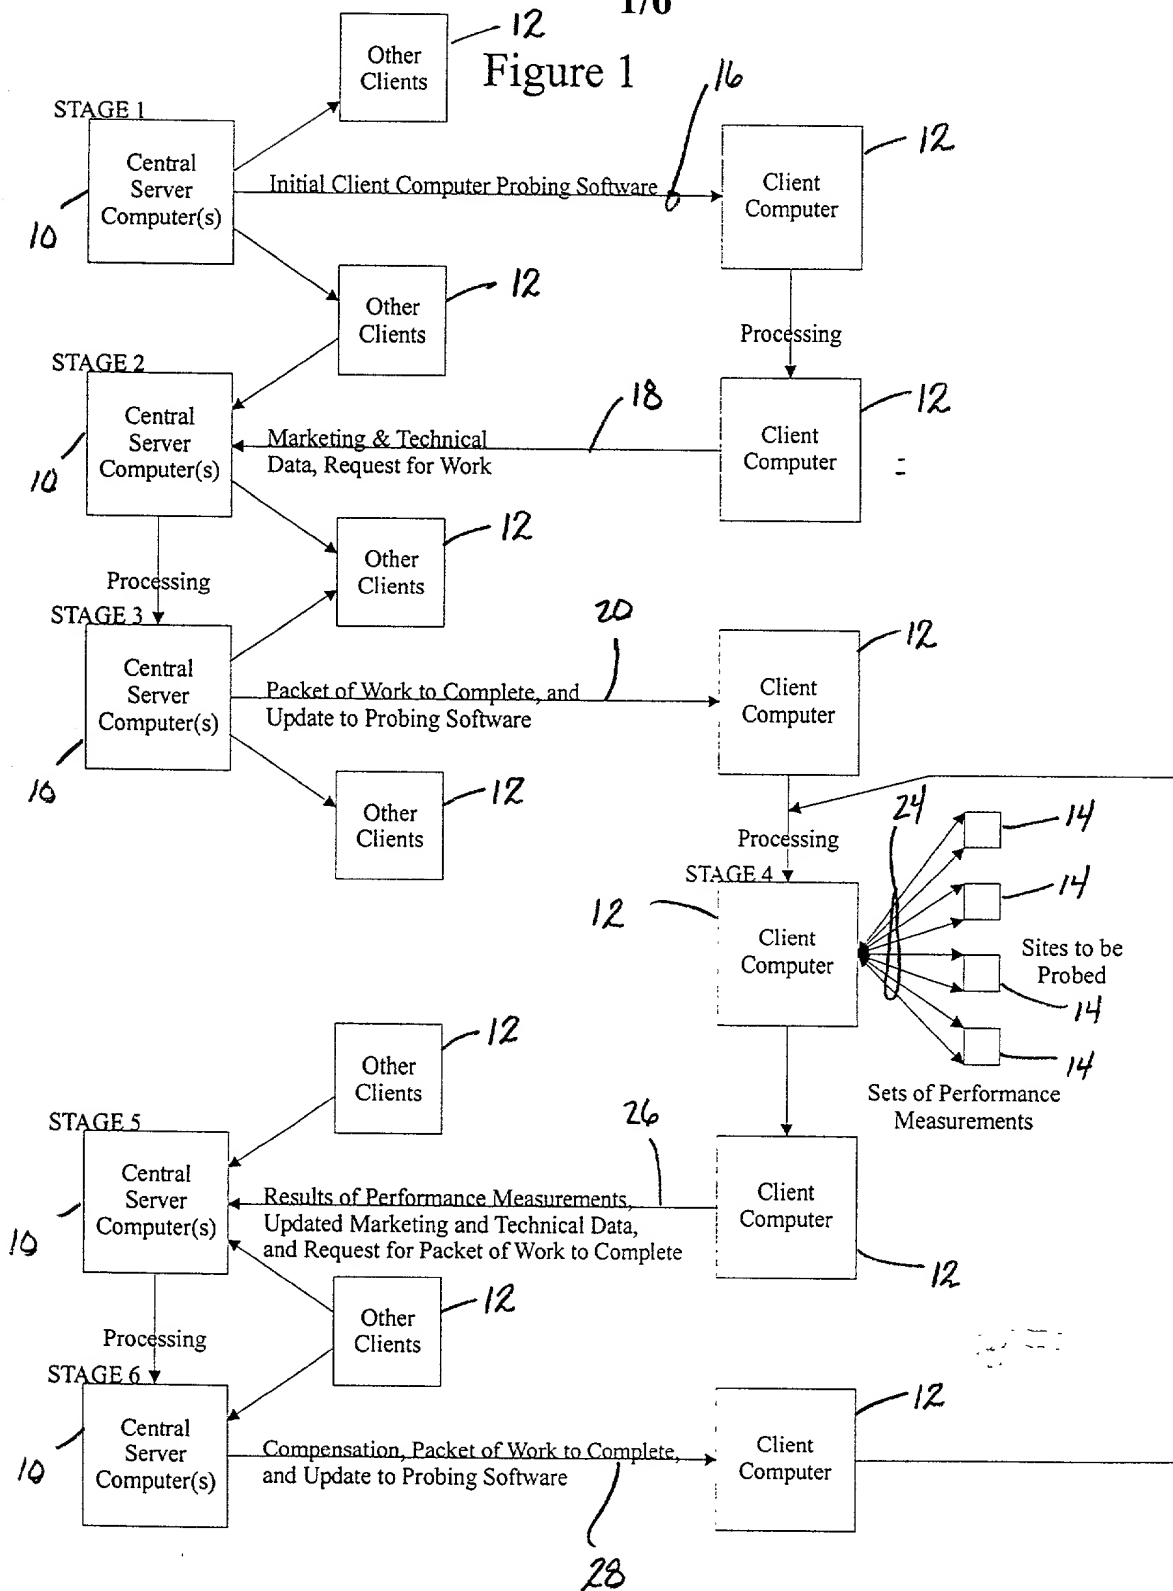 1/6
Other
Clients
12
Figure 1
16
STAGE 1
Central
Server
Computer(s)
10
Initial Client Computer Probing Software
Client
Computer
12
Other
Clients
12
Processing
STAGE 2
Central
Server
Computer(s)
10
Marketing & Technical
Data, Request for Work
18
Client
Computer
12
Other
Clients
12
Processing
STAGE 3
Central
Server
Computer(s)
10
Packet of Work to Complete, and
Update to Probing Software
20
Client
Computer
12
Other
Clients
12
Processing
STAGE 4
12
Client
Computer
24
14
14
Sites to be
Probed
14
14
Sets of Performance
Measurements
Other
Clients
12
STAGE 5
Central
Server
Computer(s)
10
Results of Performance Measurements,
Updated Marketing and Technical Data,
and Request for Packet of Work to Complete
26
Client
Computer
12
Other
Clients
12
Processing
STAGE 6
Central
Server
Computer(s)
10
Compensation, Packet of Work to Complete,
and Update to Probing Software
28
Client
Computer
12